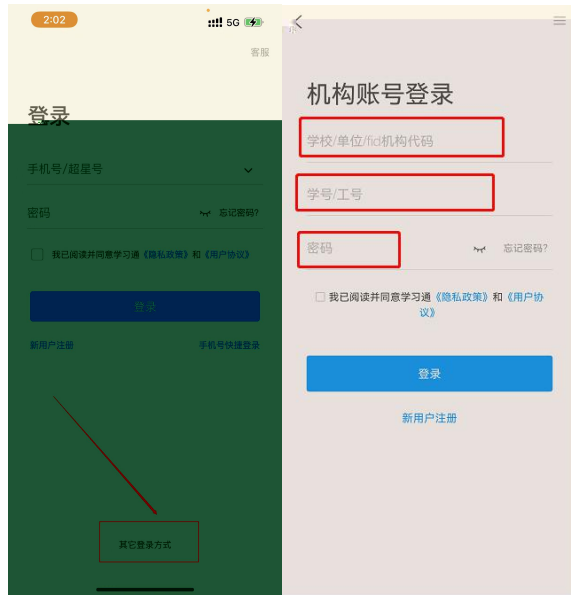 2:02
5G
客服
登录
手机号/超星号
密码
忘记密码?
我已阅读并同意学习通《隐私政策》和《用户协议》
登录
新用户注册
手机号快捷登录
其它登录方式
机构账号登录
学校/单位/fid机构代码
学号/工号
密码
忘记密码?
我已阅读并同意学习通《隐私政策》和《用户协
议》
登录
新用户注册